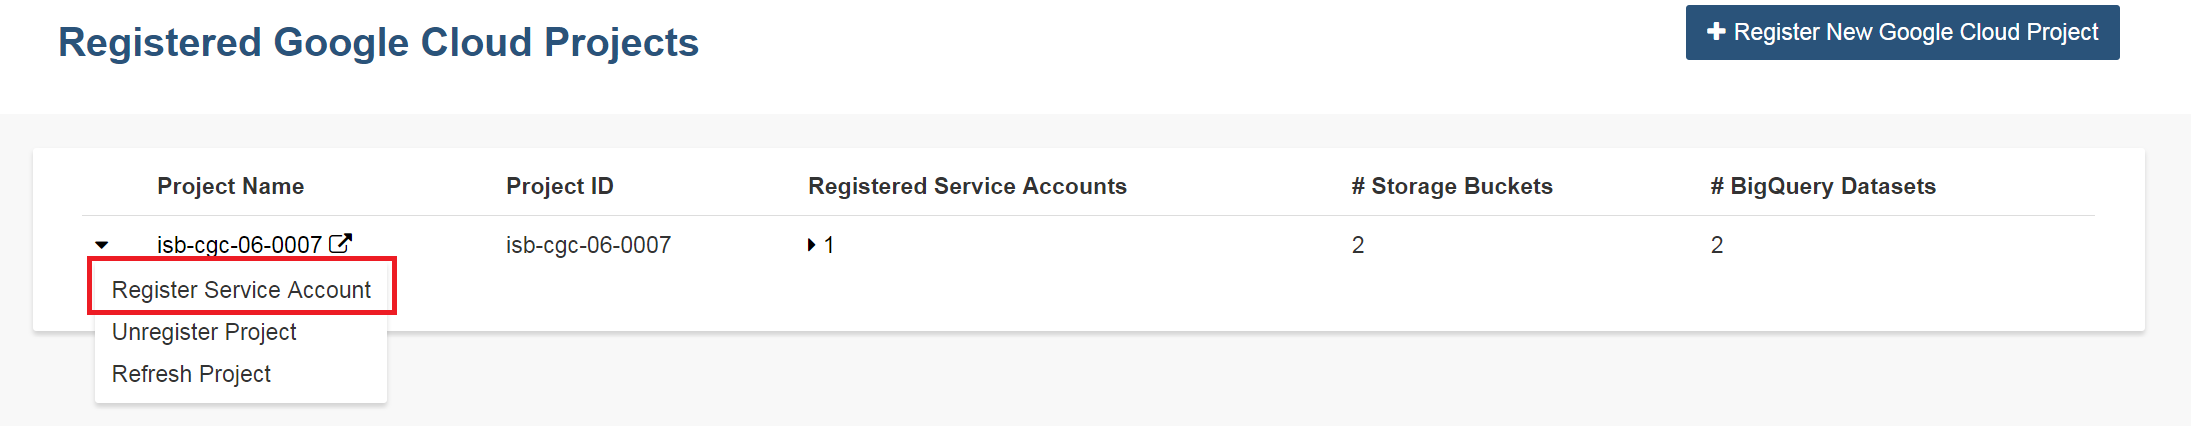 Registered Google Cloud Projects
Register New Google Cloud Project
Project Name Project ID Registered Service Accounts # Storage Buckets # BigQuery Datasets
isb-cgc-06-0007 isb-cgc-06-0007 1 2 2
Register Service Account
Unregister Project
Refresh Project